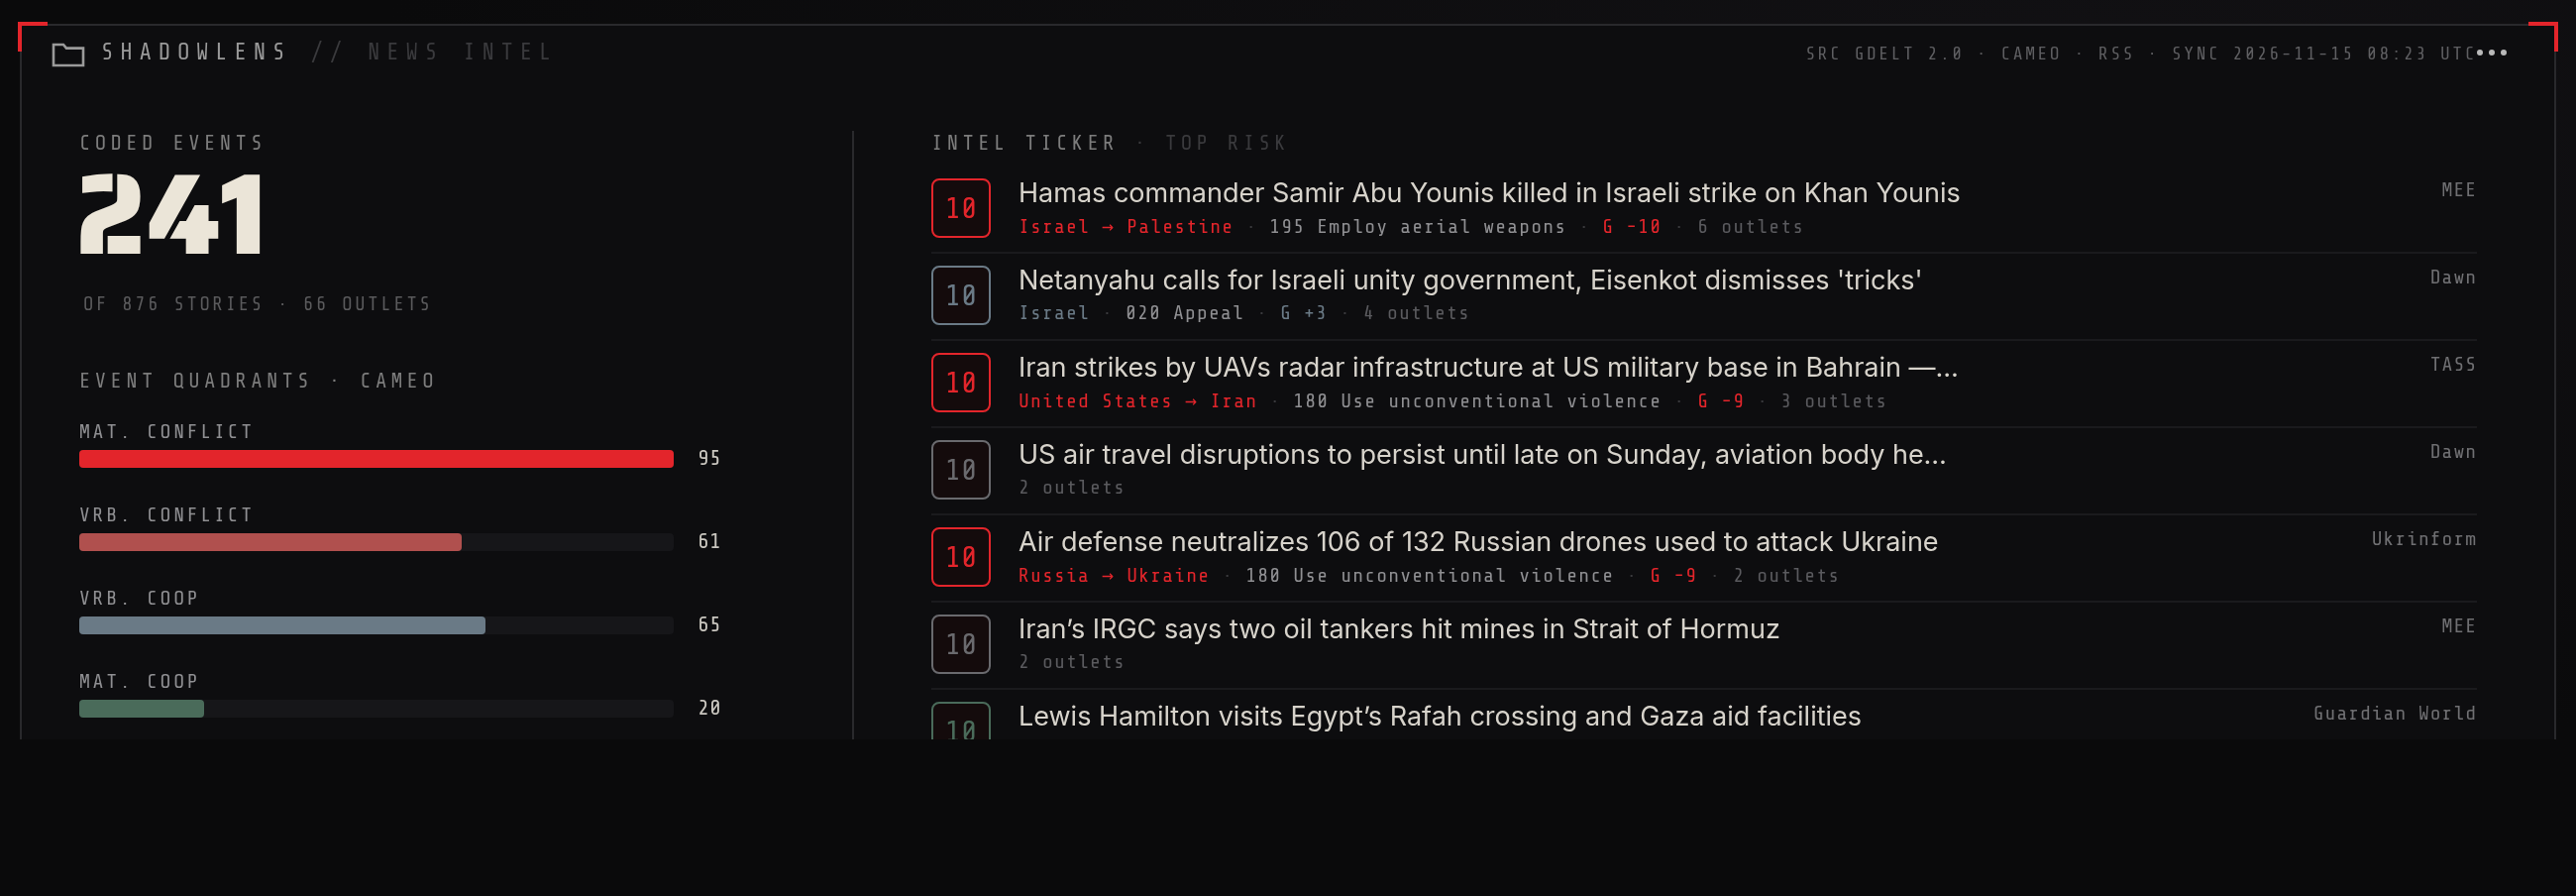 SHADOWLENS // NEWS INTEL
SRC GDELT 2.0 · CAMEO · RSS · SYNC 2026-11-15 08:23 UTC
CODED EVENTS
241
OF 876 STORIES · 66 OUTLETS
EVENT QUADRANTS · CAMEO
MAT. CONFLICT
95
VRB. CONFLICT
61
VRB. COOP
65
MAT. COOP
20
INTEL TICKER · TOP RISK
10 Hamas commander Samir Abu Younis killed in Israeli strike on Khan Younis MEE
Israel → Palestine · 195 Employ aerial weapons · G -10 · 6 outlets
10 Netanyahu calls for Israeli unity government, Eisenkot dismisses 'tricks' Dawn
Israel · 020 Appeal · G +3 · 4 outlets
10 Iran strikes by UAVs radar infrastructure at US military base in Bahrain —... TASS
United States → Iran · 180 Use unconventional violence · G -9 · 3 outlets
10 US air travel disruptions to persist until late on Sunday, aviation body he... Dawn
2 outlets
10 Air defense neutralizes 106 of 132 Russian drones used to attack Ukraine Ukrinform
Russia → Ukraine · 180 Use unconventional violence · G -9 · 2 outlets
10 Iran’s IRGC says two oil tankers hit mines in Strait of Hormuz MEE
2 outlets
10 Lewis Hamilton visits Egypt’s Rafah crossing and Gaza aid facilities Guardian World